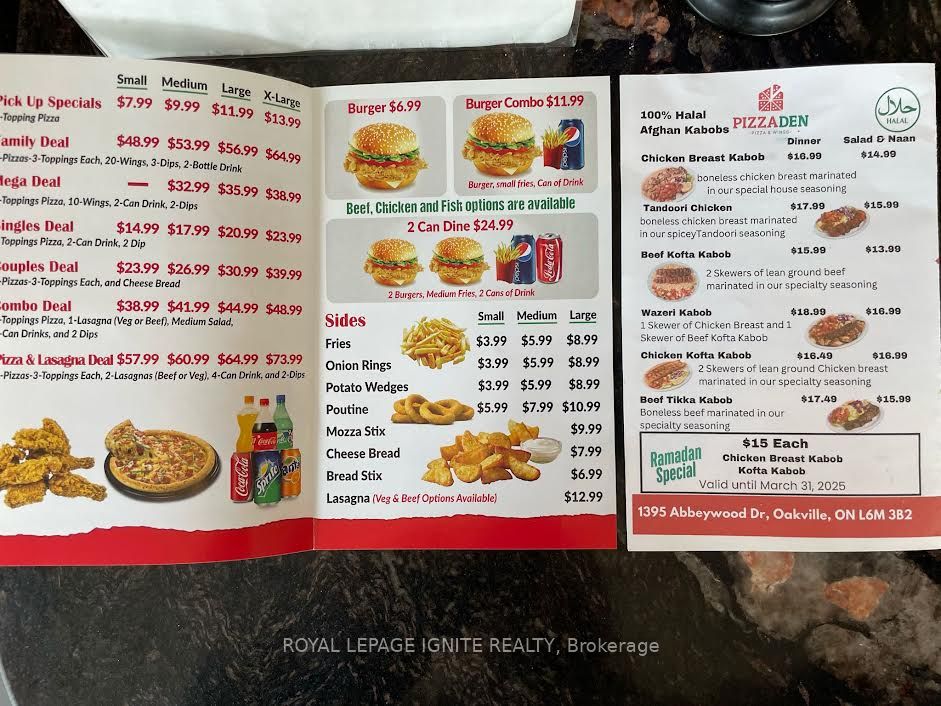 Small Medium Large X-Large
Pick Up Specials $7.99 $9.99 $11.99 $13.99
-Topping Pizza
Family Deal $48.99 $53.99 $56.99 $64.99
-Pizzas-3-Toppings Each, 20-Wings, 3-Dips, 2-Bottle Drink
Mega Deal — $32.99 $35.99 $38.99
-Toppings Pizza, 10-Wings, 2-Can Drink, 2-Dips
Singles Deal $14.99 $17.99 $20.99 $23.99
Toppings Pizza, 2-Can Drink, 2 Dip
Couples Deal $23.99 $26.99 $30.99 $39.99
-Pizzas-3-Toppings Each, and Cheese Bread
Combo Deal $38.99 $41.99 $44.99 $48.99
-Toppings Pizza, 1-Lasagna (Veg or Beef), Medium Salad,
-Can Drinks, and 2 Dips
Pizza & Lasagna Deal $57.99 $60.99 $64.99 $73.99
-Pizzas-3-Toppings Each, 2-Lasagnas (Beef or Veg), 4-Can Drink, and 2-Dips
Coca-Cola
Coca-Cola
Sprite
Fanta
Burger $6.99
Burger Combo $11.99
pepsi
Burger, small fries, Can of Drink
Beef, Chicken and Fish options are available
2 Can Dine $24.99
pepsi
Coca-Cola
2 Burgers, Medium Fries, 2 Cans of Drink
Sides Small Medium Large
Fries $3.99 $5.99 $8.99
Onion Rings $3.99 $5.99 $8.99
Potato Wedges $3.99 $5.99 $8.99
Poutine $5.99 $7.99 $10.99
Mozza Stix $9.99
Cheese Bread $7.99
Bread Stix $6.99
Lasagna (Veg & Beef Options Available) $12.99
100% Halal
Afghan Kabobs
PIZZADEN
PIZZA & WINGS
حلال
HALAL
Dinner Salad & Naan
Chicken Breast Kabob $16.99 $14.99
boneless chicken breast marinated
in our special house seasoning
Tandoori Chicken $17.99 $15.99
boneless chicken breast marinated
in our spiceyTandoori seasoning
Beef Kofta Kabob $15.99 $13.99
2 Skewers of lean ground beef
marinated in our specialty seasoning
Wazeri Kabob $18.99 $16.99
1 Skewer of Chicken Breast and 1
Skewer of Beef Kofta Kabob
Chicken Kofta Kabob $16.49 $16.99
2 Skewers of lean ground Chicken breast
marinated in our specialty seasoning
Beef Tikka Kabob $17.49 $15.99
Boneless beef marinated in our
specialty seasoning
Ramadan
Special
$15 Each
Chicken Breast Kabob
Kofta Kabob
Valid until March 31, 2025
1395 Abbeywood Dr, Oakville, ON L6M 3B2
ROYAL LEPAGE IGNITE REALTY, Brokerage